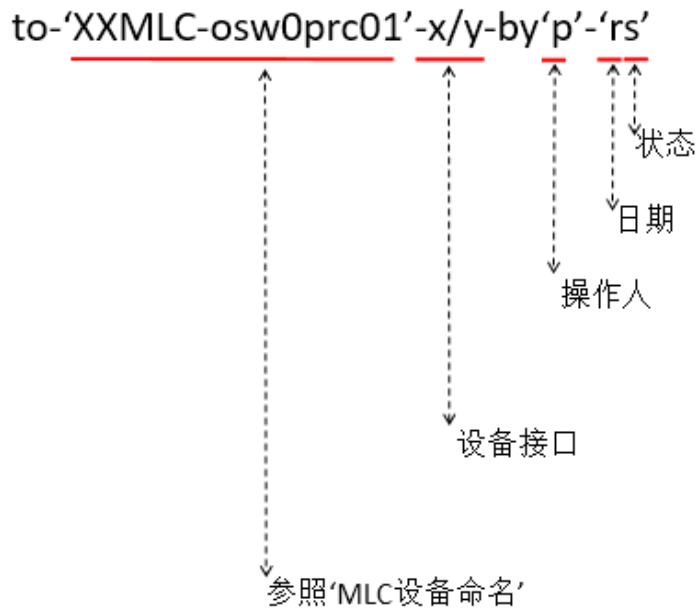 to-‘XXMLC-osw0prc01’-x/y-by‘p’-‘rs’
状态
日期
操作人
设备接口
参照‘MLC设备命名’